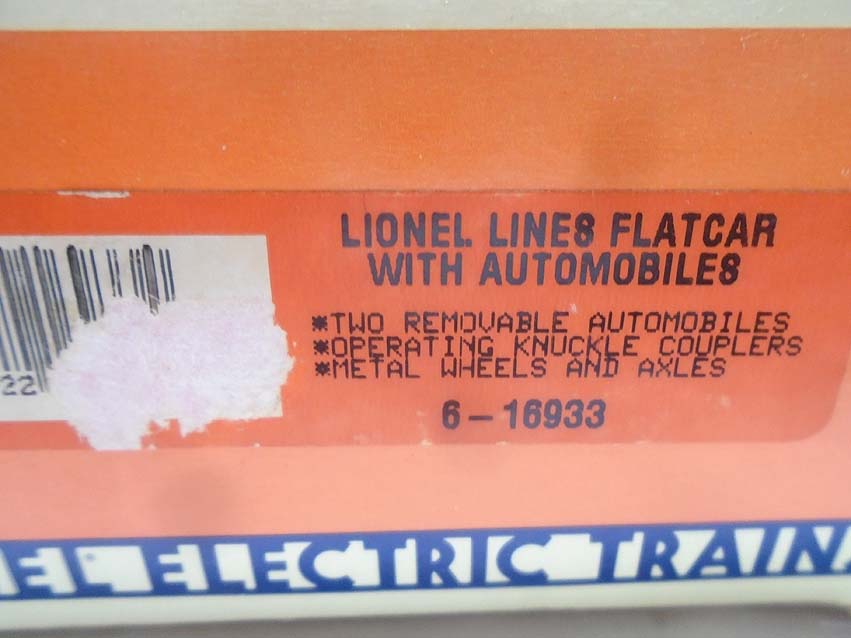 LIONEL LINES FLATCAR
WITH AUTOMOBILES
*TWO REMOVABLE AUTOMOBILES
*OPERATING KNUCKLE COUPLERS
*METAL WHEELS AND AXLES
22
6-16933
EL ELECTRIC TRAIN